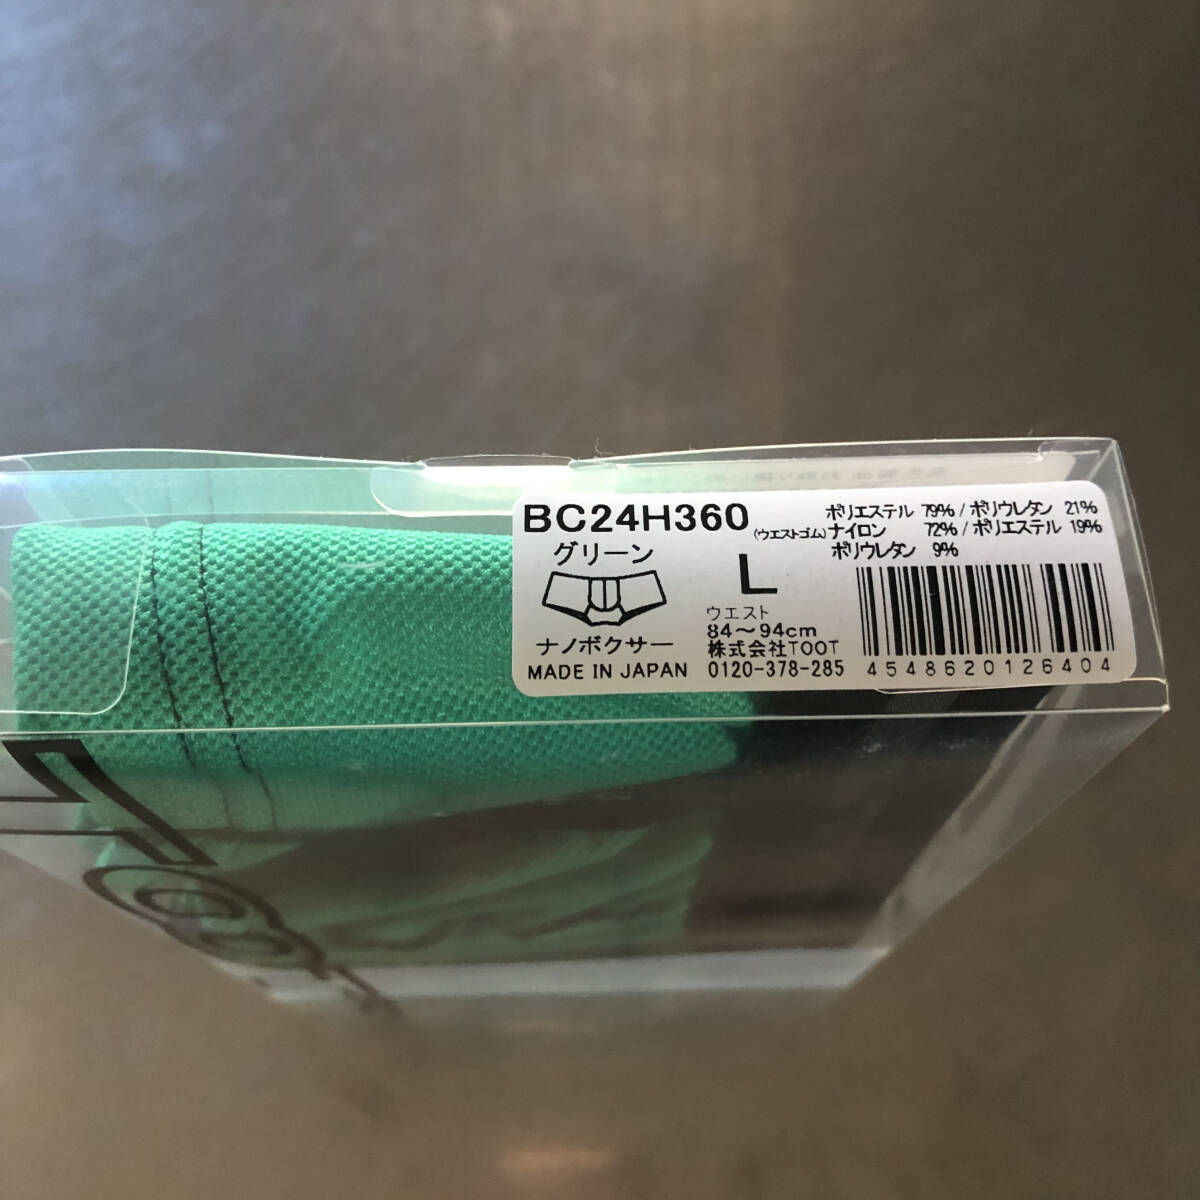 BC24H360
グリーン
ナノボクサー
MADE IN JAPAN
L
ウエスト
84～94cm
株式会社TOOT
0120-378-285
ポリエステル 79% / ポリウレタン 21%
(ウエストゴム)ナイロン 72% / ポリエステル 19%
ポリウレタン 9%
4548620126404